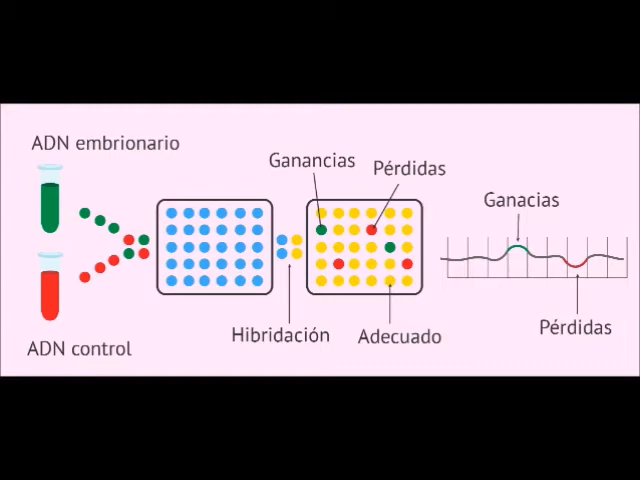 ADN embrionario
Ganancias
Pérdidas
Ganacias
Hibridación
Adecuado
Pérdidas
ADN control